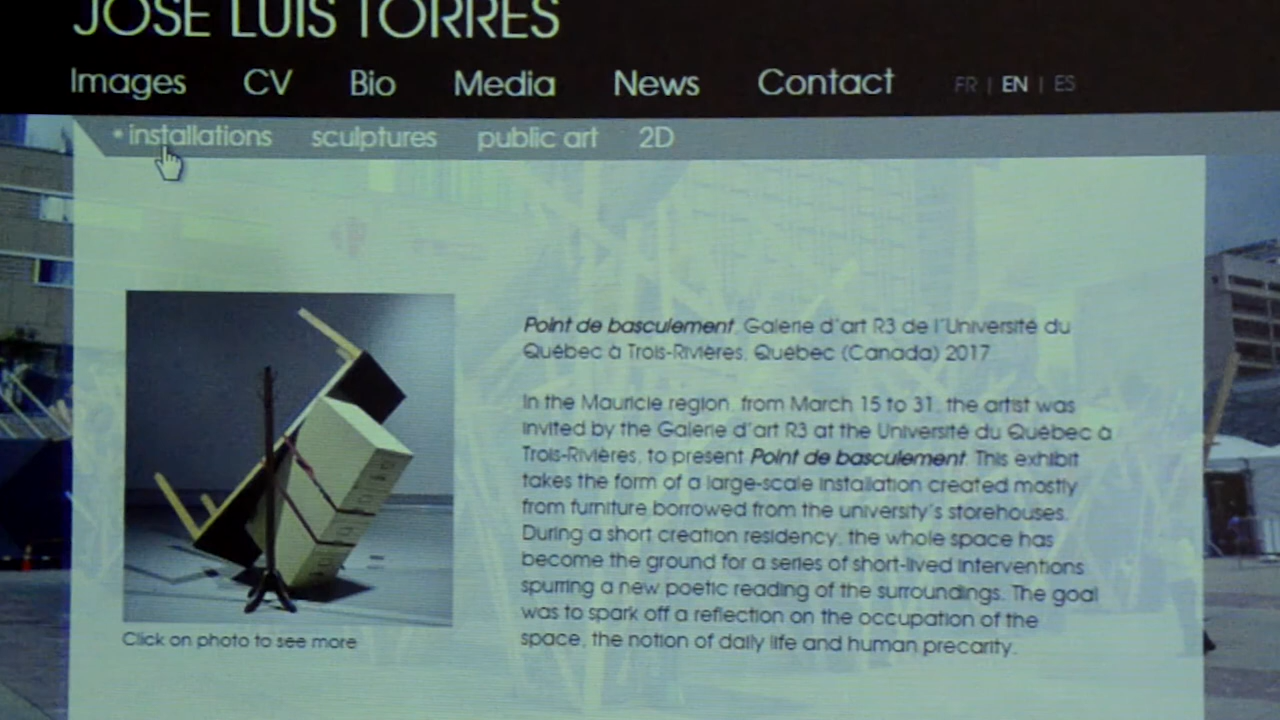 JOSE LUIS TORRES
Images CV Bio Media News Contact FR | EN | ES
• installations sculptures public art 2D
Point de basculement, Galerie d'art R3 de l'Université du
Québec à Trois-Rivières, Québec (Canada) 2017
In the Mauricie region, from March 15 to 31, the artist was
invited by the Galerie d'art R3 at the Université du Québec à
Trois-Rivières, to present Point de basculement. This exhibit
takes the form of a large-scale installation created mostly
from furniture borrowed from the university's storehouses.
During a short creation residency, the whole space has
become the ground for a series of short-lived interventions
spurring a new poetic reading of the surroundings. The goal
was to spark off a reflection on the occupation of the
space, the notion of daily life and human precarity.
Click on photo to see more